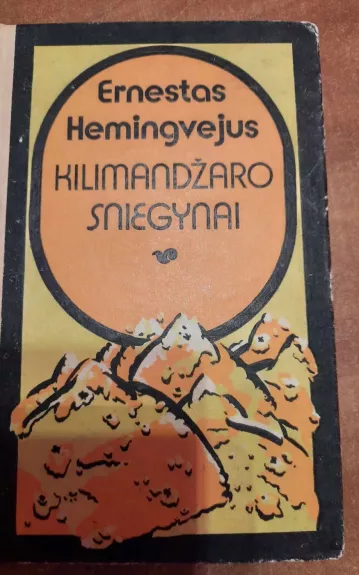 Ernestas
Hemingvejus
KILIMANDŽARO
SNIEGYNAI